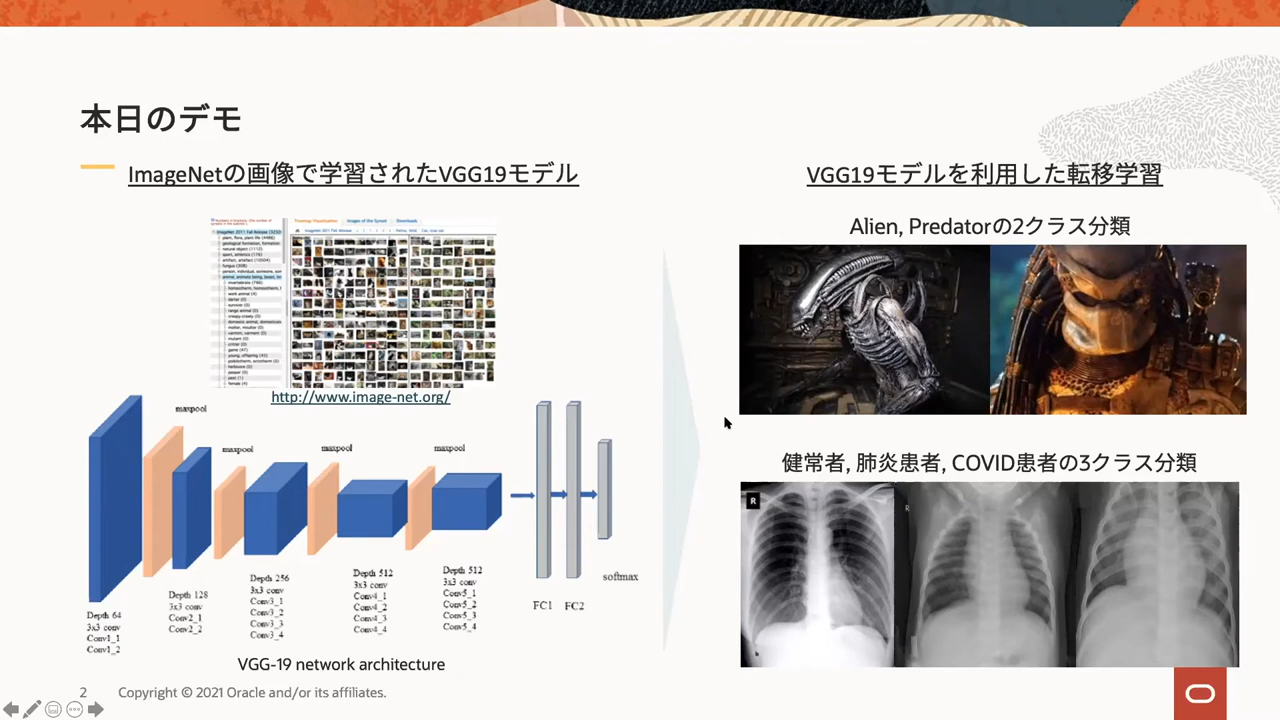 本日のデモ
ImageNetの画像で学習されたVGG19モデル
Treemap Visualization
Images of the Synset
Downloads
http://www.image-net.org/
maxpool
maxpool
maxpool
maxpool
Depth 64
3x3 conv
Conv1_1
Conv1_2
Depth 128
3x3 conv
Conv2_1
Conv2_2
Depth 256
3x3 conv
Conv3_1
Conv3_2
Conv3_3
Conv3_4
Depth 512
3x3 conv
Conv4_1
Conv4_2
Conv4_3
Conv4_4
Depth 512
3x3 conv
Conv5_1
Conv5_2
Conv5_3
Conv5_4
FC1
FC2
softmax
VGG-19 network architecture
VGG19モデルを利用した転移学習
Alien, Predatorの2クラス分類
健常者, 肺炎患者, COVID患者の3クラス分類
R
R
2
Copyright © 2021 Oracle and/or its affiliates.